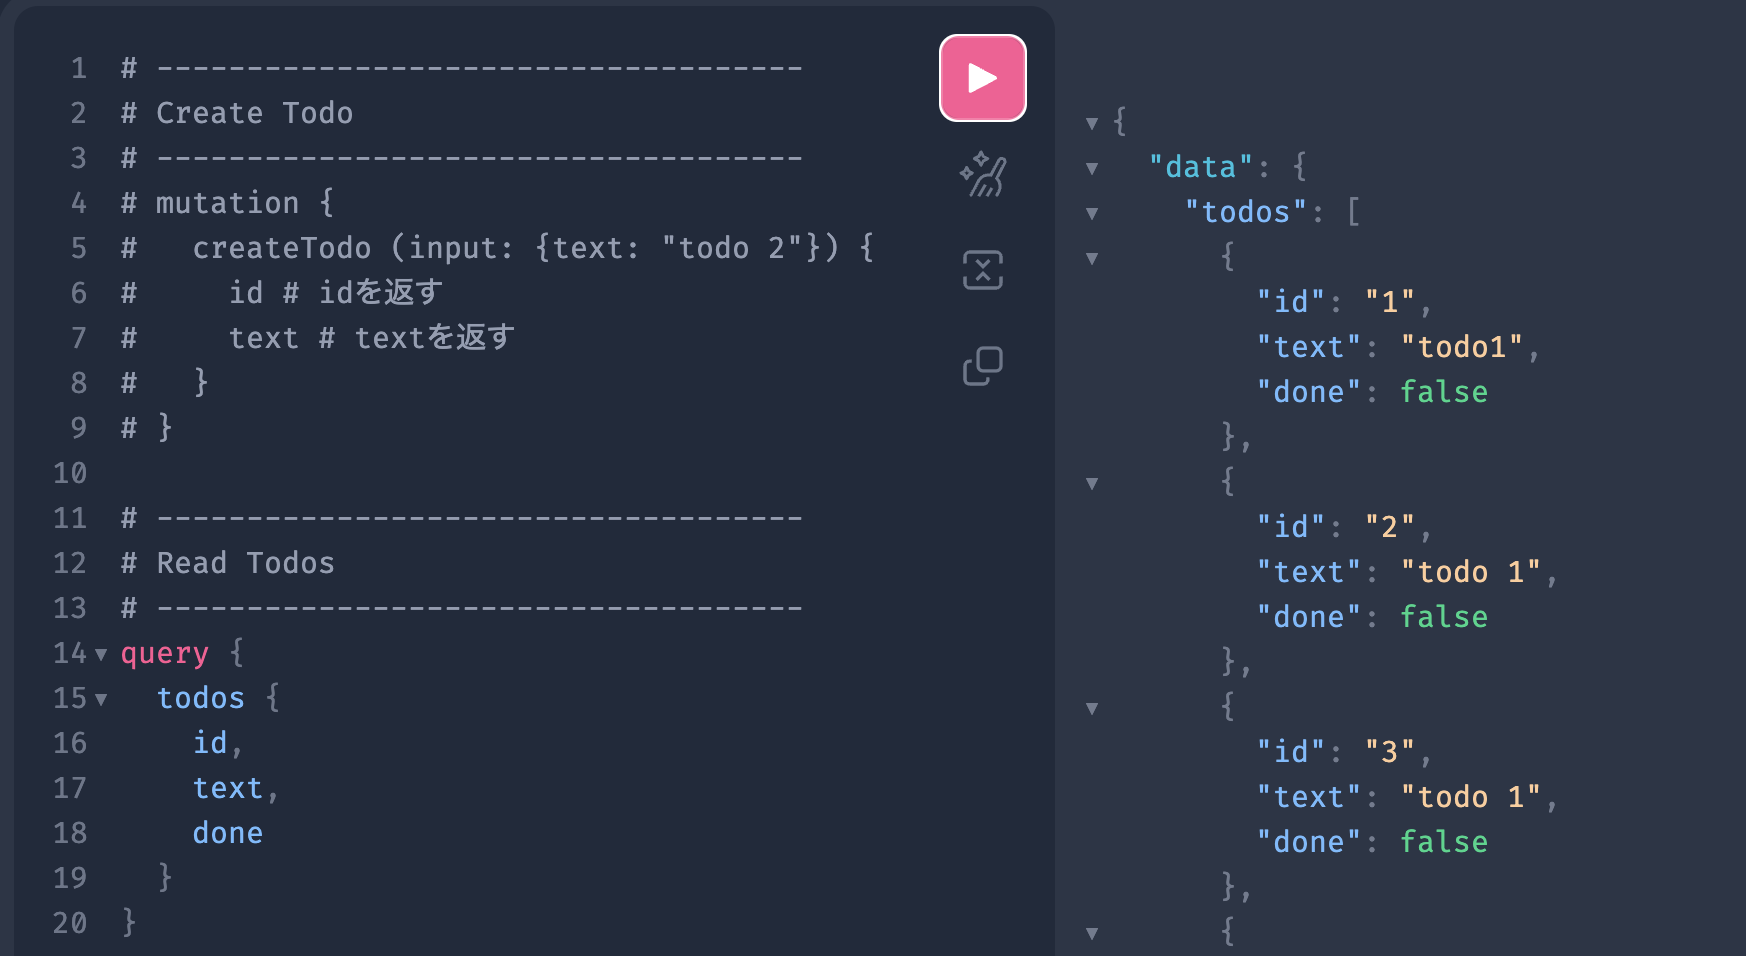 1 # ------------------------------------
2 # Create Todo
3 # ------------------------------------
4 # mutation {
5 #   createTodo (input: {text: "todo 2"}) {
6 #     id # idを返す
7 #     text # textを返す
8 #   }
9 # }
10
11 # ------------------------------------
12 # Read Todos
13 # ------------------------------------
14 query {
15   todos {
16     id,
17     text,
18     done
19   }
20 }
{
  "data": {
    "todos": [
      {
        "id": "1",
        "text": "todo1",
        "done": false
      },
      {
        "id": "2",
        "text": "todo 1",
        "done": false
      },
      {
        "id": "3",
        "text": "todo 1",
        "done": false
      },
      {